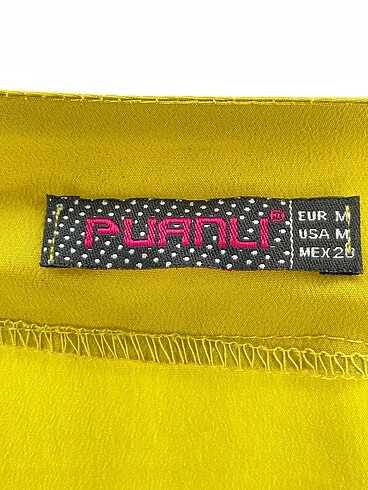 PUANLI
EUR M
USA M
MEX 28